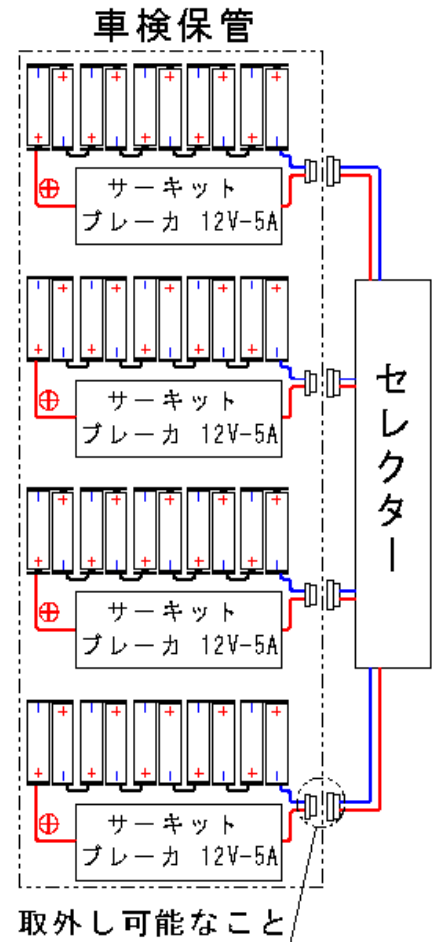 車検保管
サーキット
ブレーカ 12V-5A
サーキット
ブレーカ 12V-5A
セレクター
サーキット
ブレーカ 12V-5A
サーキット
ブレーカ 12V-5A
取外し可能なこと